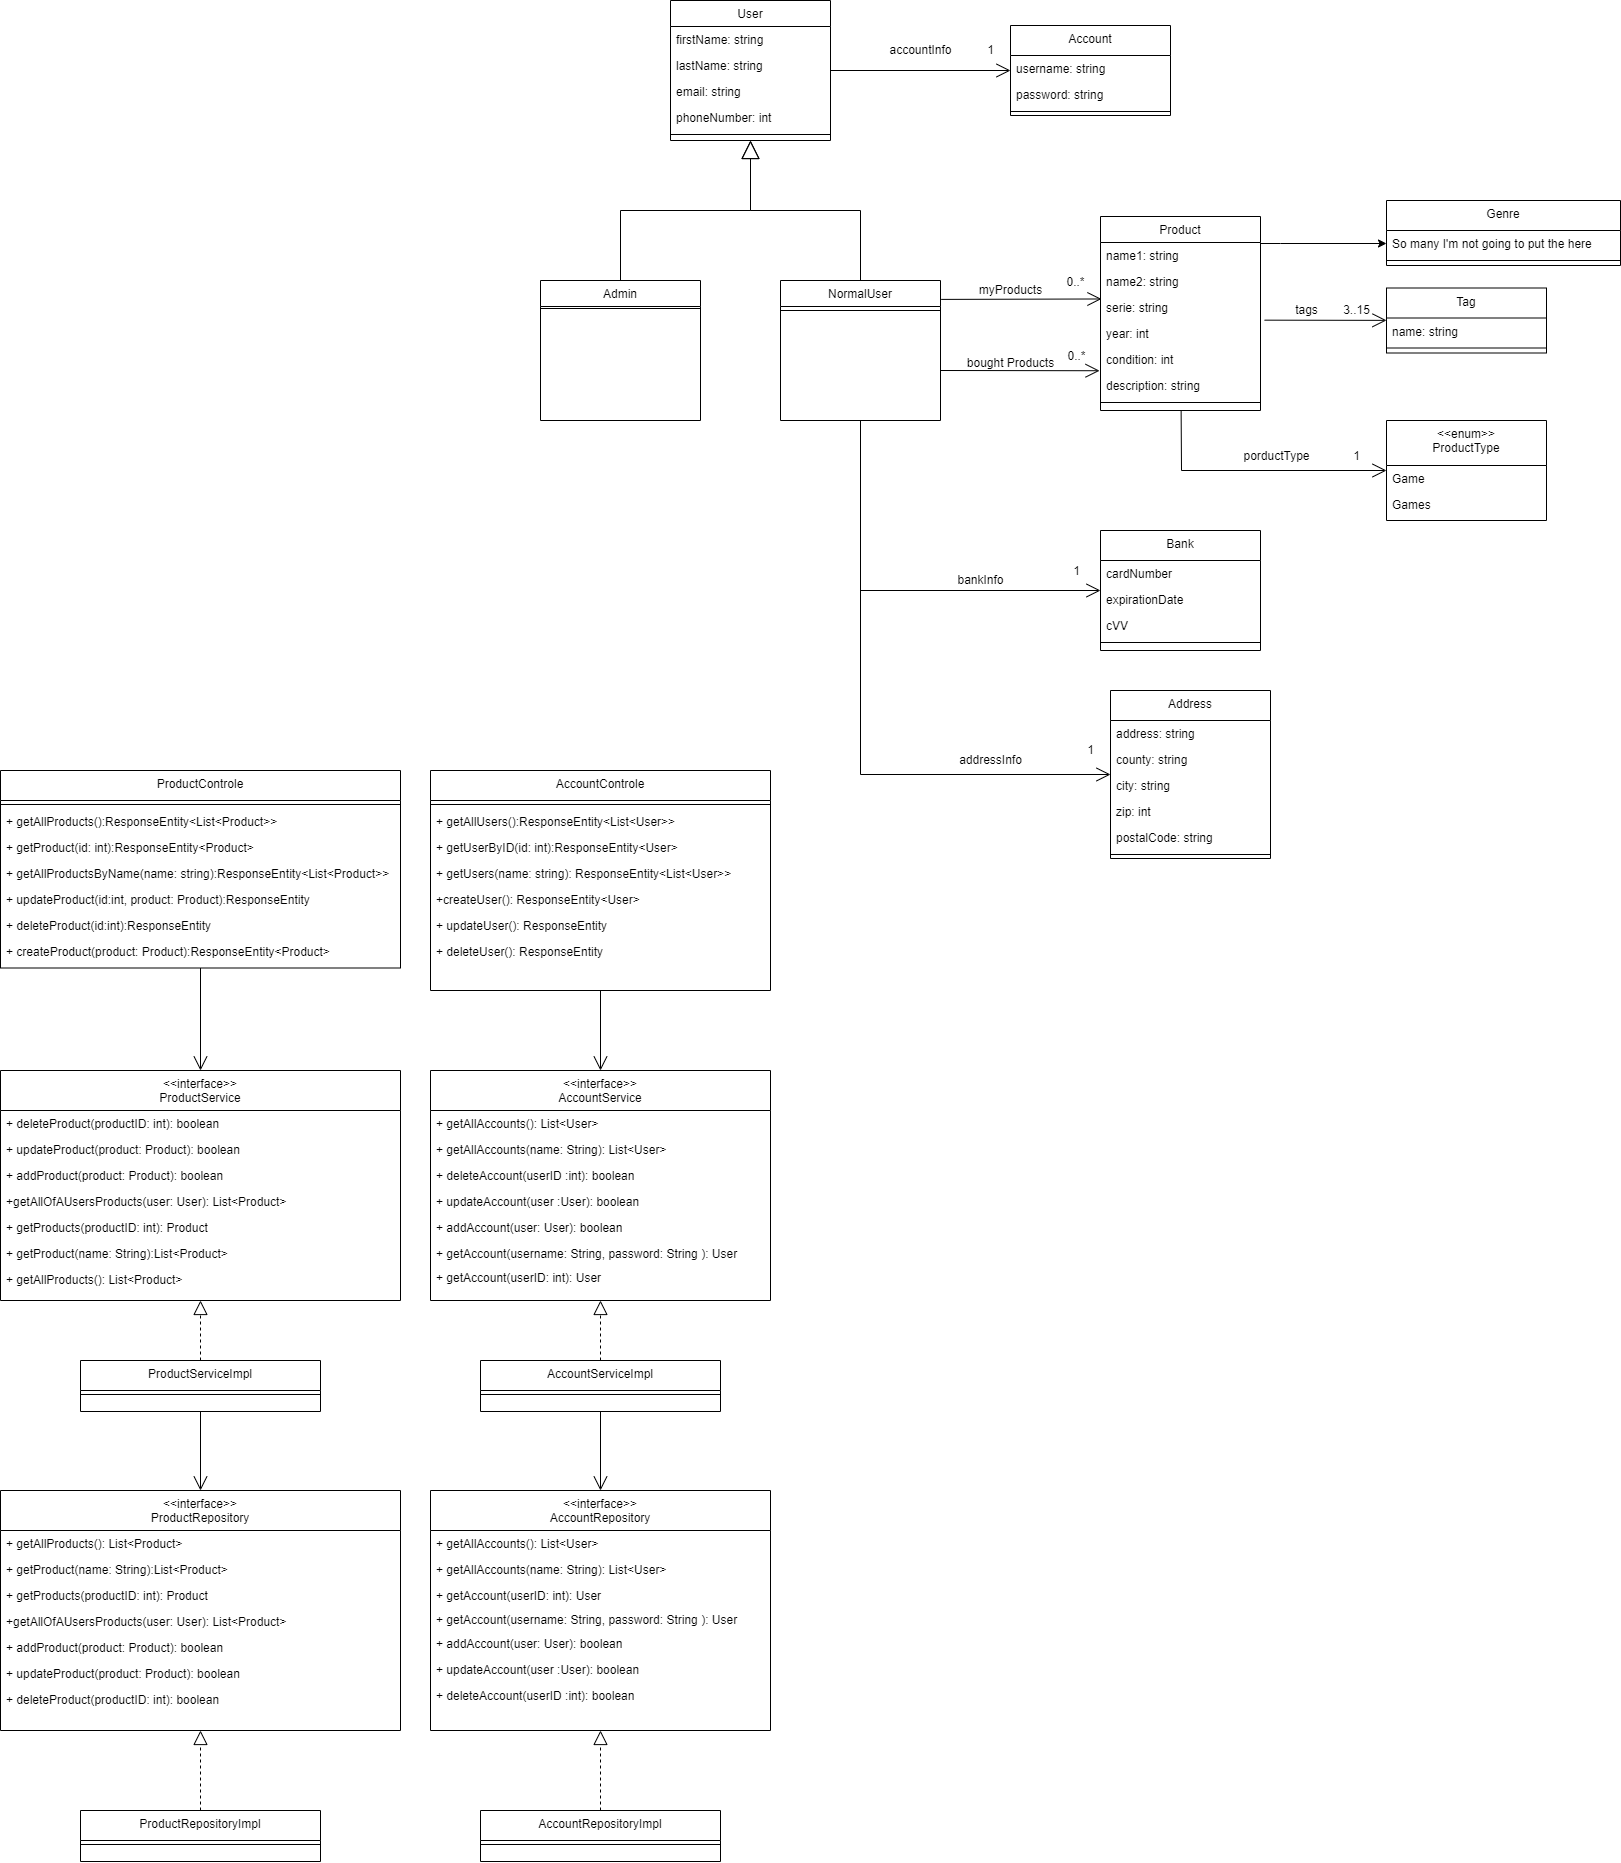 User
firstName: string
lastName: string
email: string
phoneNumber: int
accountInfo
1
Account
username: string
password: string
Admin
NormalUser
myProducts
0..*
bought Products
0..*
Product
name1: string
name2: string
serie: string
year: int
condition: int
description: string
Genre
So many I'm not going to put the here
tags
3..15
Tag
name: string
porductType
1
<<enum>>
ProductType
Game
Games
bankInfo
1
Bank
cardNumber
expirationDate
cVV
addressInfo
1
Address
address: string
county: string
city: string
zip: int
postalCode: string
ProductControle
+ getAllProducts():ResponseEntity<List<Product>>
+ getProduct(id: int):ResponseEntity<Product>
+ getAllProductsByName(name: string):ResponseEntity<List<Product>>
+ updateProduct(id:int, product: Product):ResponseEntity
+ deleteProduct(id:int):ResponseEntity
+ createProduct(product: Product):ResponseEntity<Product>
AccountControle
+ getAllUsers():ResponseEntity<List<User>>
+ getUserByID(id: int):ResponseEntity<User>
+ getUsers(name: string): ResponseEntity<List<User>>
+createUser(): ResponseEntity<User>
+ updateUser(): ResponseEntity
+ deleteUser(): ResponseEntity
<<interface>>
ProductService
+ deleteProduct(productID: int): boolean
+ updateProduct(product: Product): boolean
+ addProduct(product: Product): boolean
+getAllOfAUsersProducts(user: User): List<Product>
+ getProducts(productID: int): Product
+ getProduct(name: String):List<Product>
+ getAllProducts(): List<Product>
<<interface>>
AccountService
+ getAllAccounts(): List<User>
+ getAllAccounts(name: String): List<User>
+ deleteAccount(userID :int): boolean
+ updateAccount(user :User): boolean
+ addAccount(user: User): boolean
+ getAccount(username: String, password: String ): User
+ getAccount(userID: int): User
ProductServiceImpl
AccountServiceImpl
<<interface>>
ProductRepository
+ getAllProducts(): List<Product>
+ getProduct(name: String):List<Product>
+ getProducts(productID: int): Product
+getAllOfAUsersProducts(user: User): List<Product>
+ addProduct(product: Product): boolean
+ updateProduct(product: Product): boolean
+ deleteProduct(productID: int): boolean
<<interface>>
AccountRepository
+ getAllAccounts(): List<User>
+ getAllAccounts(name: String): List<User>
+ getAccount(userID: int): User
+ getAccount(username: String, password: String ): User
+ addAccount(user: User): boolean
+ updateAccount(user :User): boolean
+ deleteAccount(userID :int): boolean
ProductRepositoryImpl
AccountRepositoryImpl